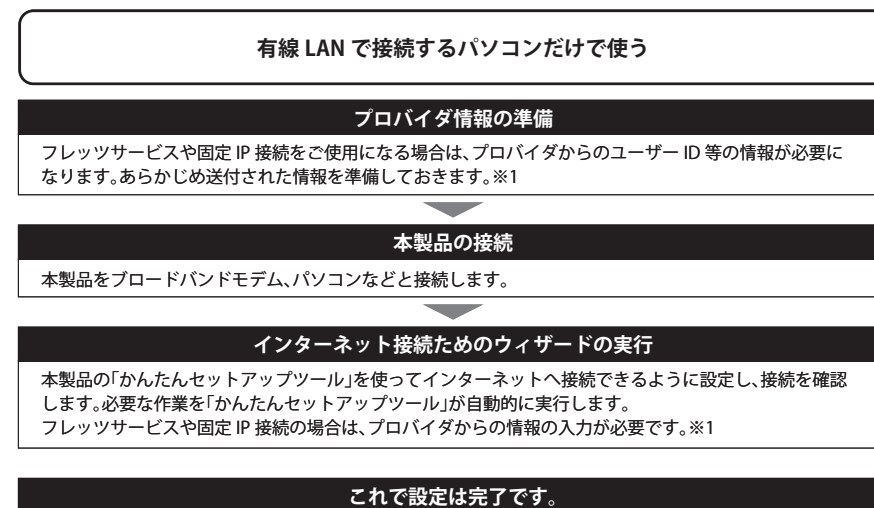 有線 LAN で接続するパソコンだけで使う
プロバイダ情報の準備
フレッツサービスや固定 IP 接続をご使用になる場合は、プロバイダからのユーザー ID 等の情報が必要に
なります。あらかじめ送付された情報を準備しておきます。※1
本製品の接続
本製品をブロードバンドモデム、パソコンなどと接続します。
インターネット接続ためのウィザードの実行
本製品の「かんたんセットアップツール」を使ってインターネットへ接続できるように設定し、接続を確認
します。必要な作業を「かんたんセットアップツール」が自動的に実行します。
フレッツサービスや固定 IP 接続の場合は、プロバイダからの情報の入力が必要です。※1
これで設定は完了です。